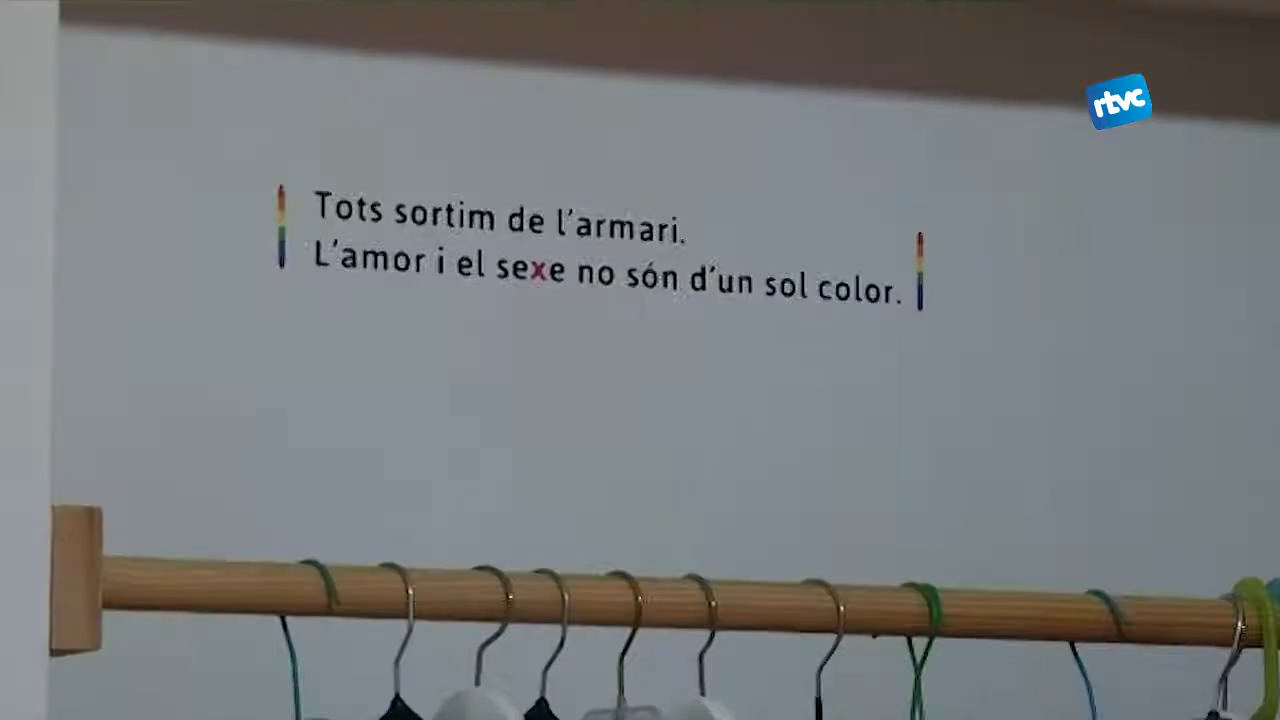 rtvc
Tots sortim de l'armari.
L'amor i el sexe no són d'un sol color.